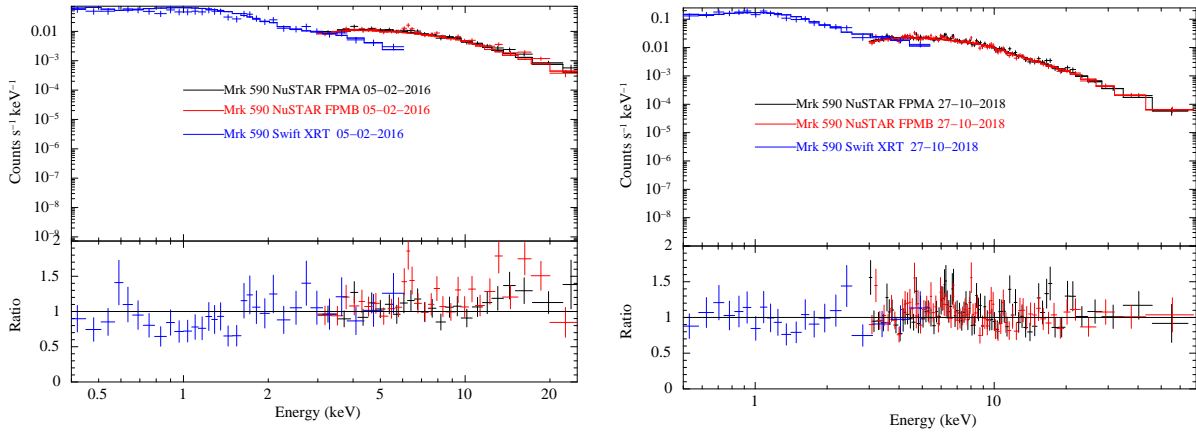 0.01
10⁻³
10⁻⁴
10⁻⁵
10⁻⁶
10⁻⁷
10⁻⁸
10⁻⁹
Counts s⁻¹ keV⁻¹
Mrk 590 NuSTAR FPMA 05−02−2016
Mrk 590 NuSTAR FPMB 05−02−2016
Mrk 590 Swift XRT 05−02−2016
2
1.5
1
0.5
0
Ratio
0.5 1 2 5 10 20
Energy (keV)
0.1
0.01
10⁻³
10⁻⁴
10⁻⁵
10⁻⁶
10⁻⁷
10⁻⁸
Counts s⁻¹ keV⁻¹
Mrk 590 NuSTAR FPMA 27−10−2018
Mrk 590 NuSTAR FPMB 27−10−2018
Mrk 590 Swift XRT 27−10−2018
2
1.5
1
0.5
0
Ratio
1 10
Energy (keV)